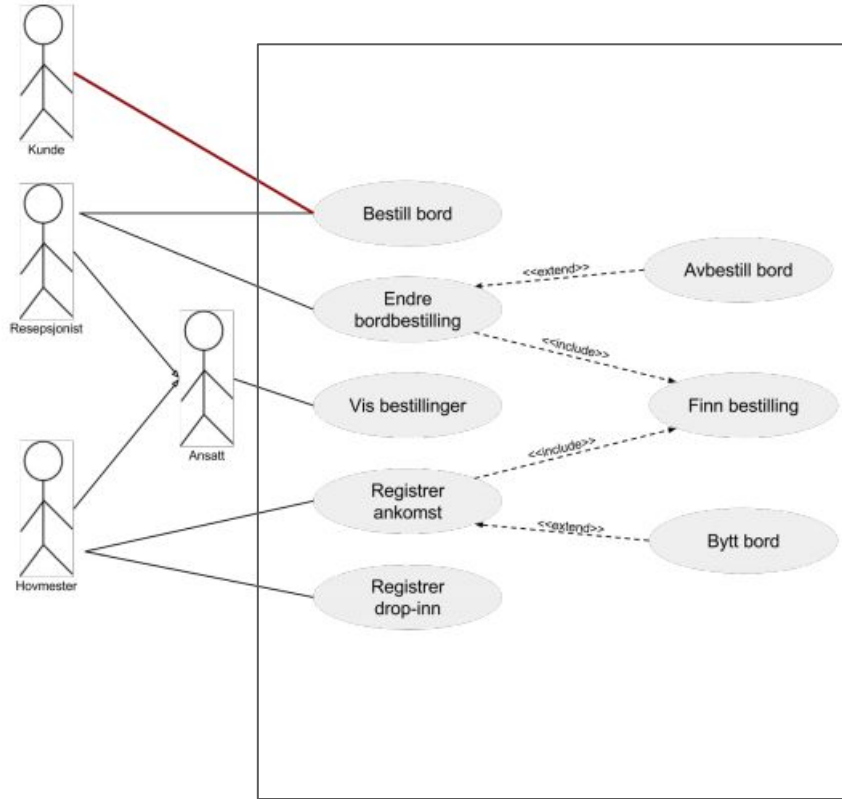 Kunde
Bestill bord
Resepsjonist
<<extend>>
Avbestill bord
Endre
bordbestilling
<<include>>
Ansatt
Vis bestillinger
Finn bestilling
<<include>>
Registrer
ankomst
<<extend>>
Bytt bord
Hovmester
Registrer
drop-inn